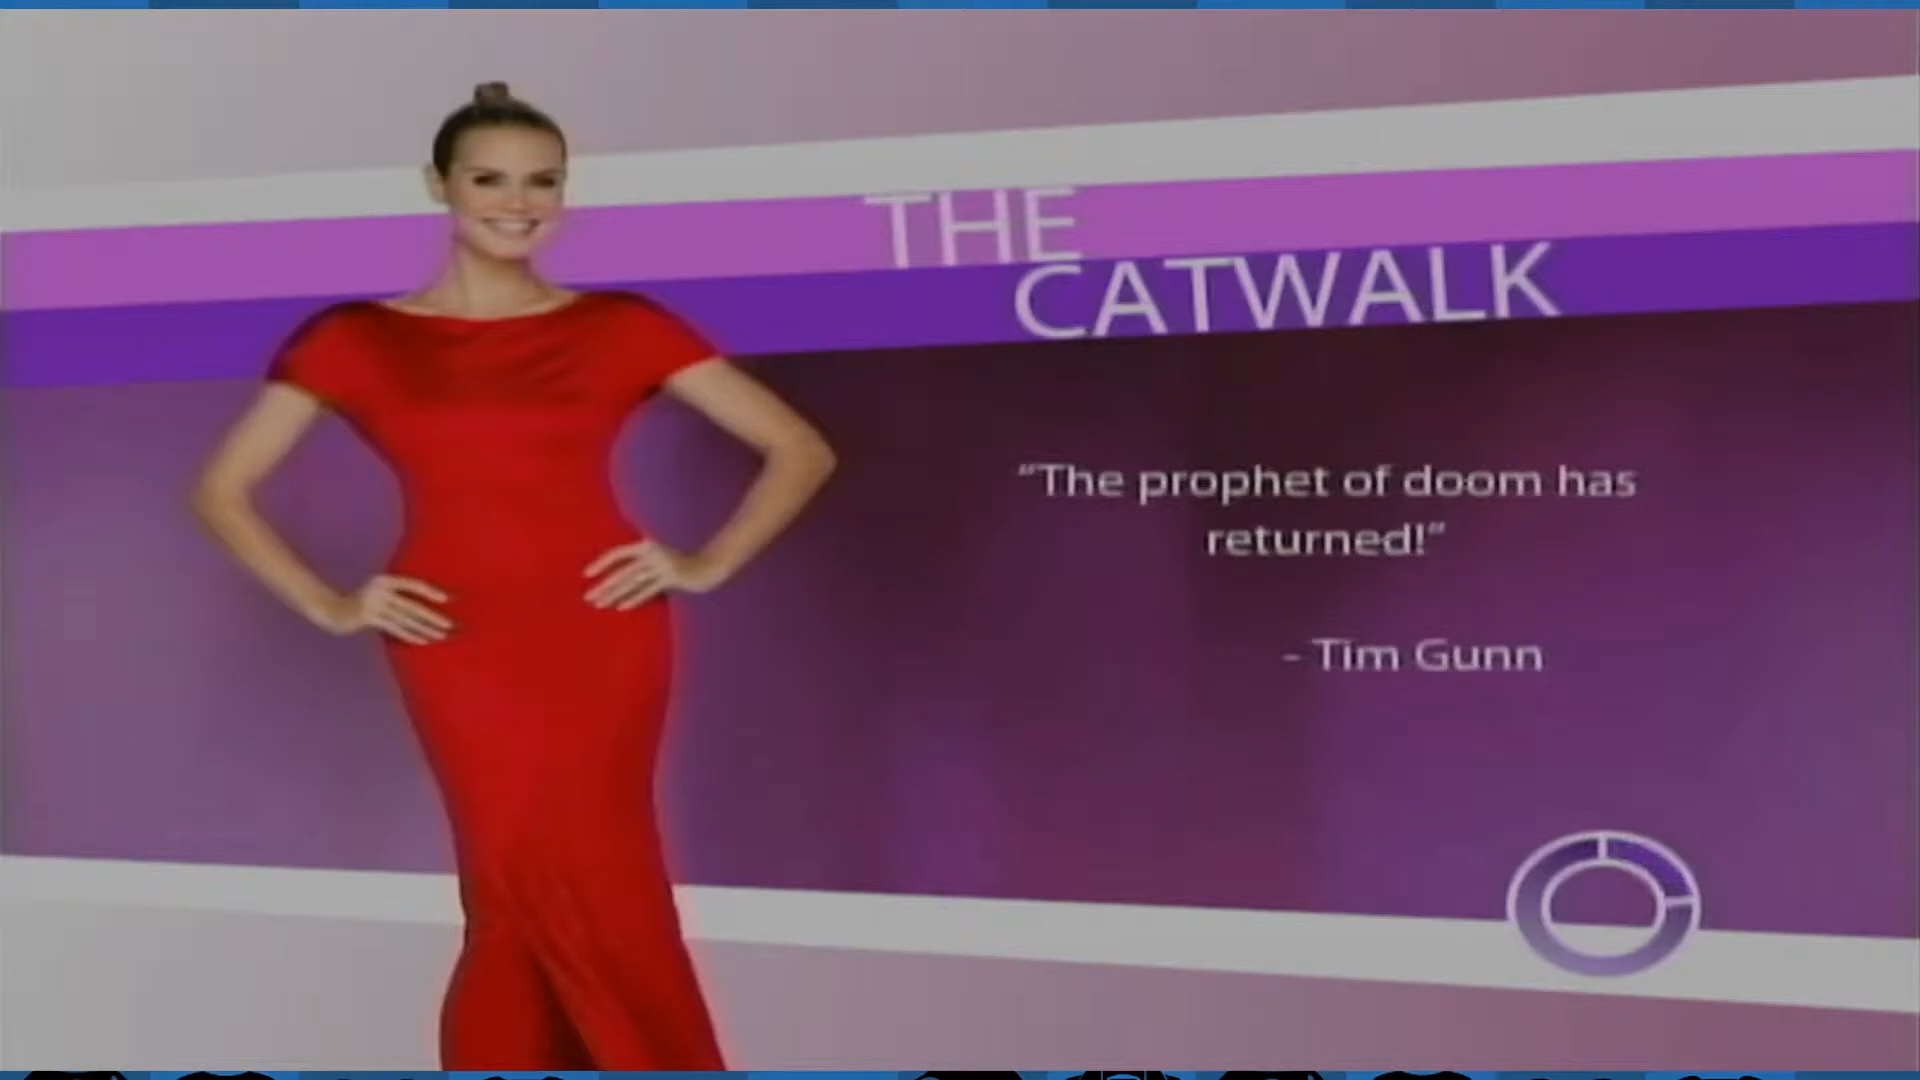 THE
CATWALK
“The prophet of doom has
returned!”
- Tim Gunn